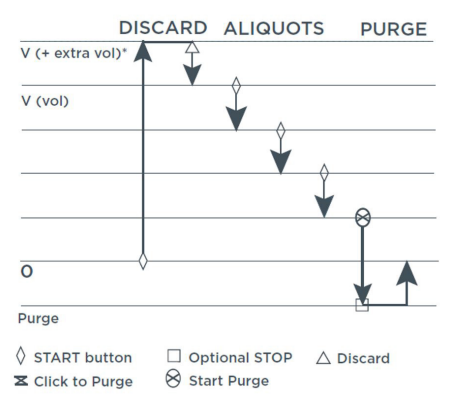 DISCARD ALIQUOTS PURGE
V (+ extra vol)*
V (vol)
O
Purge
START button Optional STOP Discard
Click to Purge Start Purge